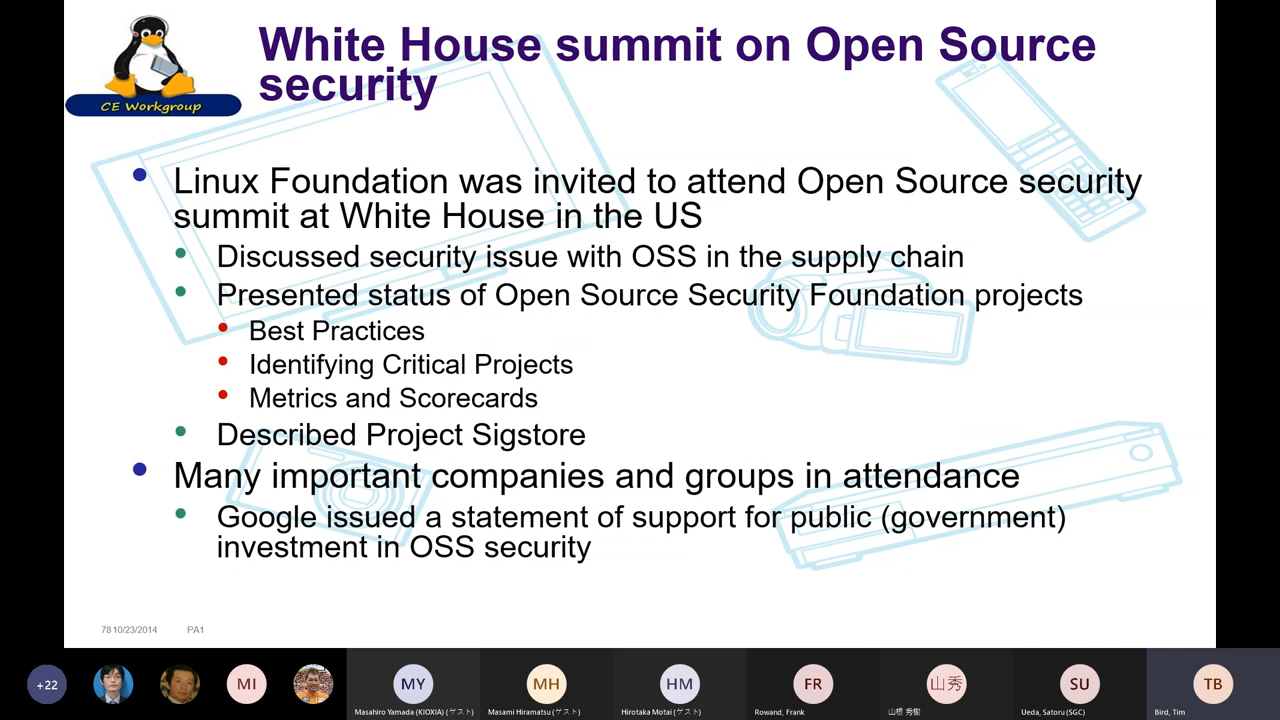 CE Workgroup
White House summit on Open Source
security
Linux Foundation was invited to attend Open Source security
summit at White House in the US
Discussed security issue with OSS in the supply chain
Presented status of Open Source Security Foundation projects
Best Practices
Identifying Critical Projects
Metrics and Scorecards
Described Project Sigstore
Many important companies and groups in attendance
Google issued a statement of support for public (government)
investment in OSS security
78 10/23/2014 PA1
+22
MI
MY
Masahiro Yamada (KIOXIA) (ゲスト)
MH
Masami Hiramatsu (ゲスト)
HM
Hirotaka Motai (ゲスト)
FR
Rowand, Frank
山秀
山根 秀樹
SU
Ueda, Satoru (SGC)
TB
Bird, Tim